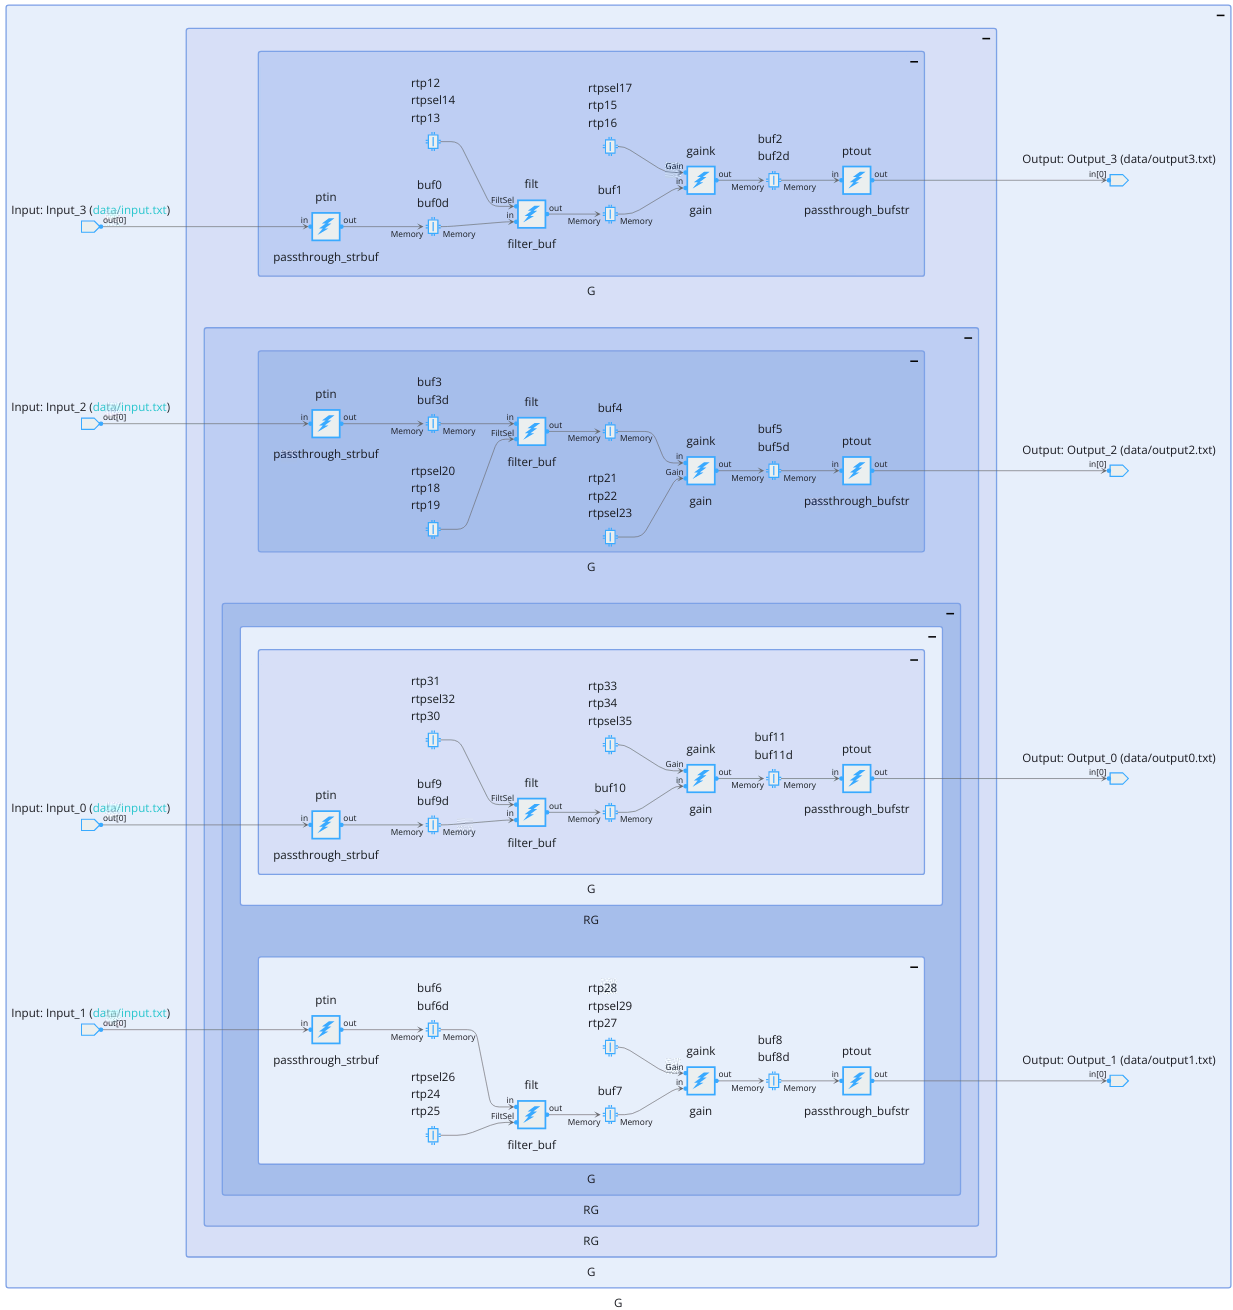 rtp12
rtpsel14
rtp13
rtpsel17
rtp15
rtp16
buf2
buf2d
gaink
ptout
Output: Output_3 (data/output3.txt)
Gain
in
out
Memory
Memory
in
out
in[0]
gain
passthrough_bufstr
buf0
buf0d
filt
buf1
FiltSel
in
out
Memory
Memory
filter_buf
Input: Input_3 (data/input.txt)
out[0]
ptin
in
out
Memory
Memory
passthrough_strbuf
G
Input: Input_2 (data/input.txt)
out[0]
ptin
in
out
passthrough_strbuf
buf3
buf3d
Memory
Memory
filt
in
FiltSel
out
filter_buf
buf4
Memory
Memory
rtpsel20
rtp18
rtp19
rtp21
rtp22
rtpsel23
gaink
in
Gain
out
gain
buf5
buf5d
Memory
Memory
ptout
in
out
passthrough_bufstr
Output: Output_2 (data/output2.txt)
in[0]
G
rtp31
rtpsel32
rtp30
rtp33
rtp34
rtpsel35
Input: Input_0 (data/input.txt)
out[0]
ptin
in
out
passthrough_strbuf
buf9
buf9d
Memory
Memory
filt
FiltSel
in
out
filter_buf
buf10
Memory
Memory
gaink
Gain
in
out
gain
buf11
buf11d
Memory
Memory
ptout
in
out
passthrough_bufstr
Output: Output_0 (data/output0.txt)
in[0]
G
RG
Input: Input_1 (data/input.txt)
out[0]
ptin
in
out
passthrough_strbuf
buf6
buf6d
Memory
Memory
rtpsel26
rtp24
rtp25
filt
in
FiltSel
out
filter_buf
rtp28
rtpsel29
rtp27
buf7
Memory
Memory
gaink
Gain
in
out
gain
buf8
buf8d
Memory
Memory
ptout
in
out
passthrough_bufstr
Output: Output_1 (data/output1.txt)
in[0]
G
RG
RG
G
G